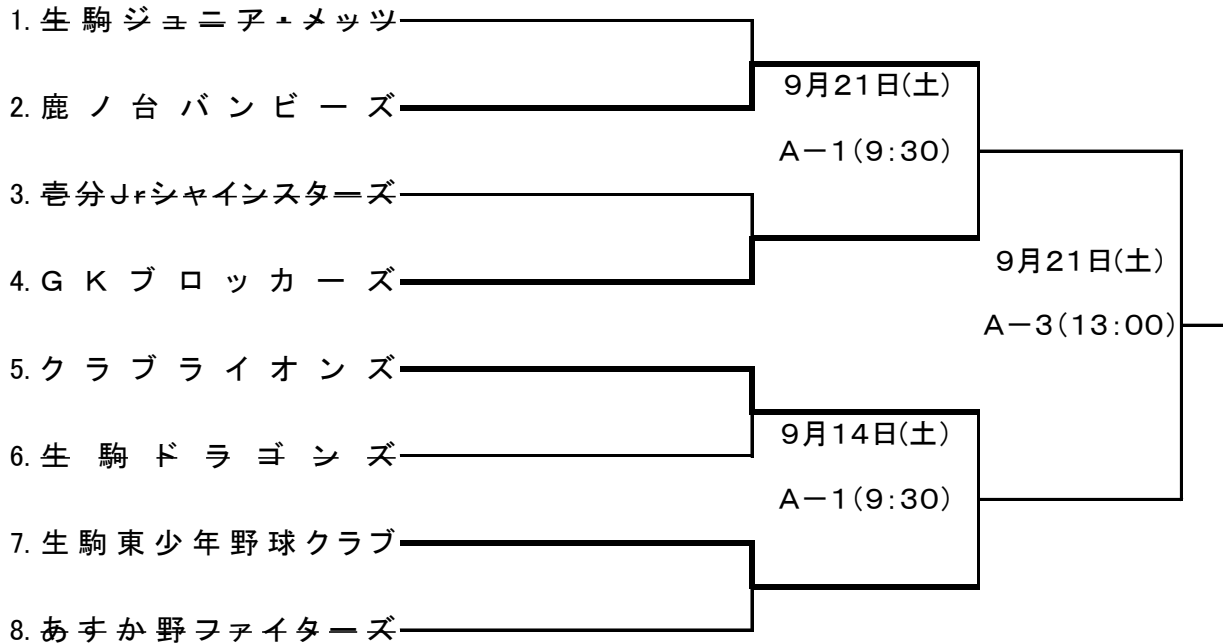 1. 生駒ジュニア・メッツ
2. 鹿ノ台バンビーズ
9月21日(土)
A－1(9:30)
3. 壱分Jrシャインスターズ
4. GKブロッカーズ
9月21日(土)
A－3(13:00)
5. クラブライオンズ
6. 生駒ドラゴンズ
9月14日(土)
A－1(9:30)
7. 生駒東少年野球クラブ
8. あすか野ファイターズ